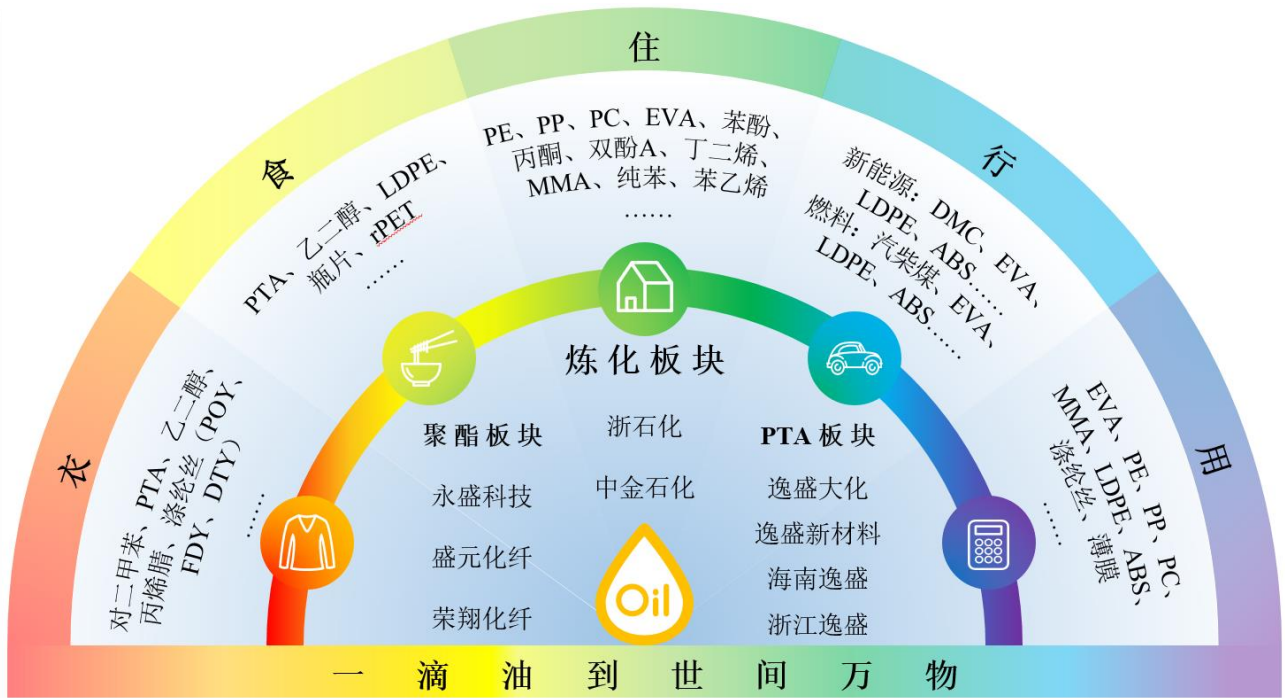 衣
对二甲苯、PTA、乙二醇、
丙烯腈、涤纶丝（POY、
FDY、DTY）
……
食
PTA、乙二醇、LDPE、
瓶片、rPET
……
住
PE、PP、PC、EVA、苯酚、
丙酮、双酚A、丁二烯、
MMA、纯苯、苯乙烯
……
行
新能源：DMC、EVA、
LDPE、ABS……
燃料：汽柴煤、EVA、
LDPE、ABS……
用
EVA、PE、PP、PC、
MMA、LDPE、ABS、
涤纶丝、薄膜
……
炼化板块
浙石化
中金石化
聚酯板块
永盛科技
盛元化纤
荣翔化纤
PTA 板块
逸盛大化
逸盛新材料
海南逸盛
浙江逸盛
Oil
一滴油到世间万物